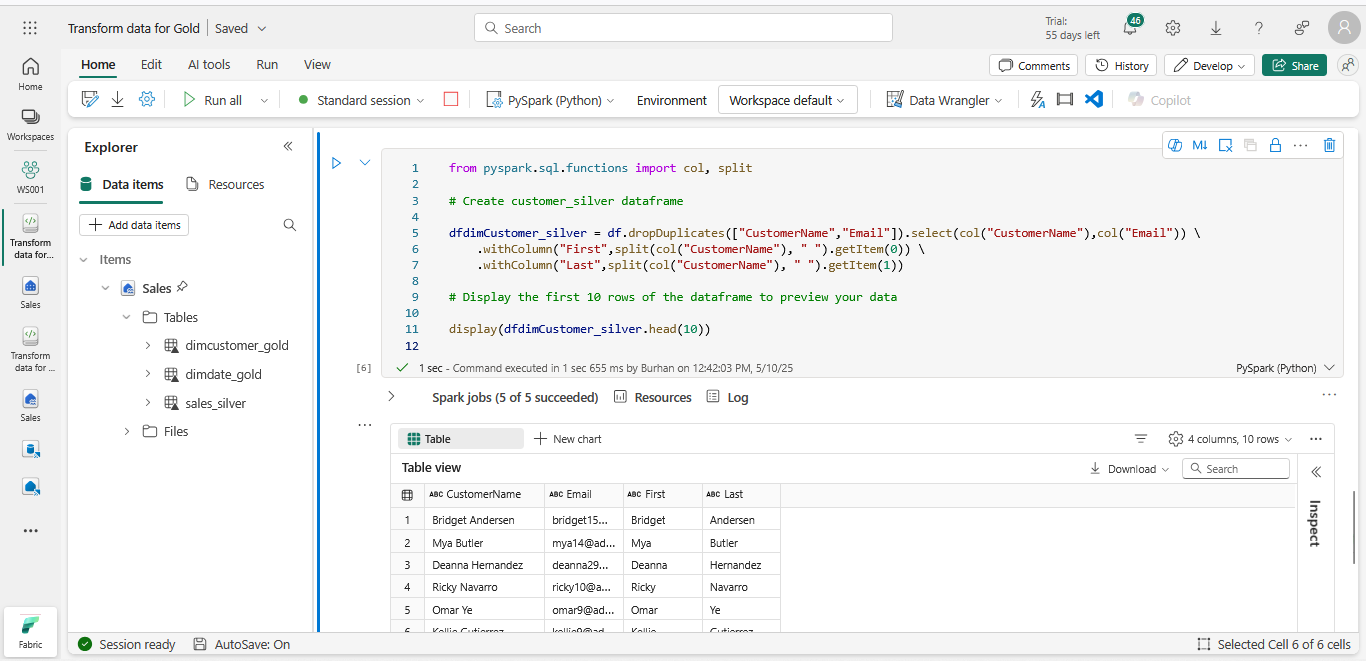 Transform data for Gold | Saved
Search
Trial:
55 days left
46
Home
Workspaces
WS001
Transform
data for...
Sales
Transform
data for ...
Sales
Fabric
Home Edit AI tools Run View
Comments History Develop Share
Run all Standard session PySpark (Python) Environment Workspace default Data Wrangler Copilot
Explorer
Data items Resources
Add data items
Items
Sales
Tables
dimcustomer_gold
dimdate_gold
sales_silver
Files
M↓
1 from pyspark.sql.functions import col, split
2
3 # Create customer_silver dataframe
4
5 dfdimCustomer_silver = df.dropDuplicates(["CustomerName","Email"]).select(col("CustomerName"),col("Email")) \
6 .withColumn("First",split(col("CustomerName"), " ").getItem(0)) \
7 .withColumn("Last",split(col("CustomerName"), " ").getItem(1))
8
9 # Display the first 10 rows of the dataframe to preview your data
10
11 display(dfdimCustomer_silver.head(10))
12
[6] 1 sec - Command executed in 1 sec 655 ms by Burhan on 12:42:03 PM, 5/10/25 PySpark (Python)
Spark jobs (5 of 5 succeeded) Resources Log
Table New chart 4 columns, 10 rows
Table view Download Search
ABC CustomerName ABC Email ABC First ABC Last
1 Bridget Andersen bridget15... Bridget Andersen
2 Mya Butler mya14@ad... Mya Butler
3 Deanna Hernandez deanna29... Deanna Hernandez
4 Ricky Navarro ricky10@a... Ricky Navarro
5 Omar Ye omar9@ad... Omar Ye
6 Kellie Gutierrez kellie9@ad... Kellie Gutierrez
Inspect
Session ready AutoSave: On Selected Cell 6 of 6 cells